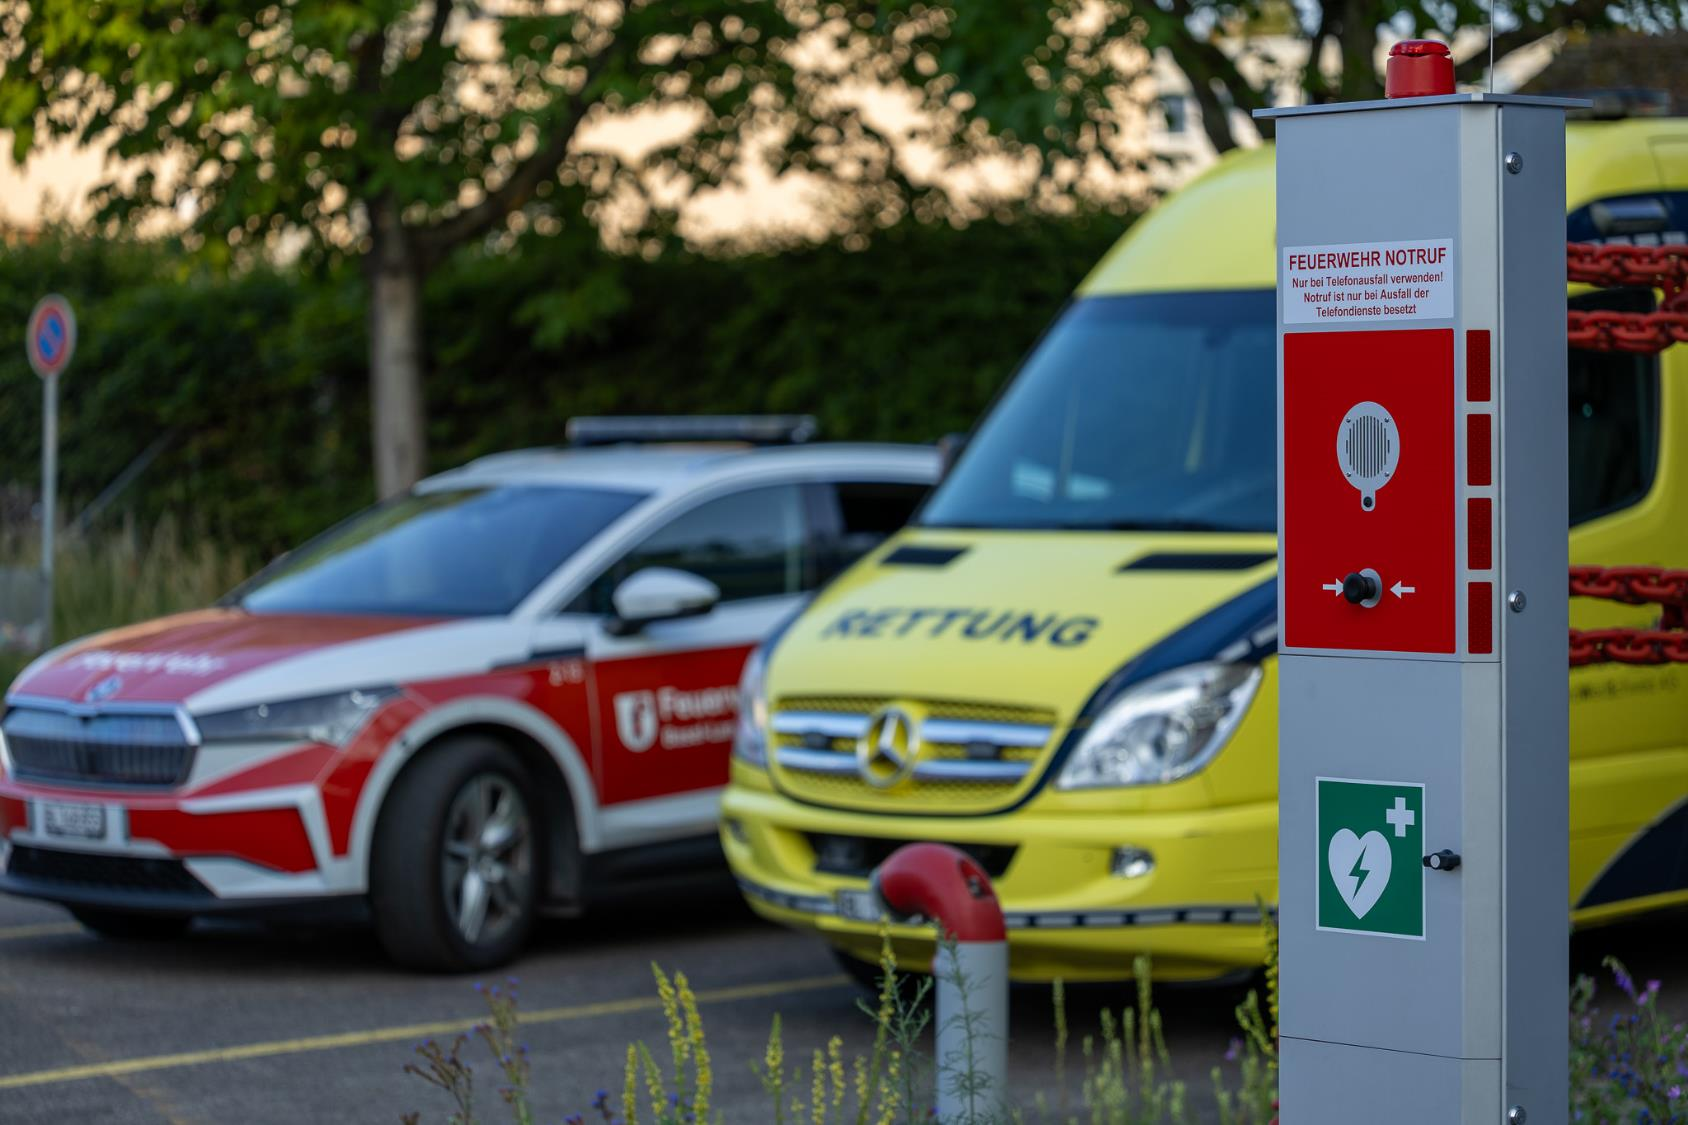 FEUERWEHR NOTRUF
Nur bei Telefonausfall verwenden!
Notruf ist nur bei Ausfall der
Telefondienste besetzt
RETTUNG